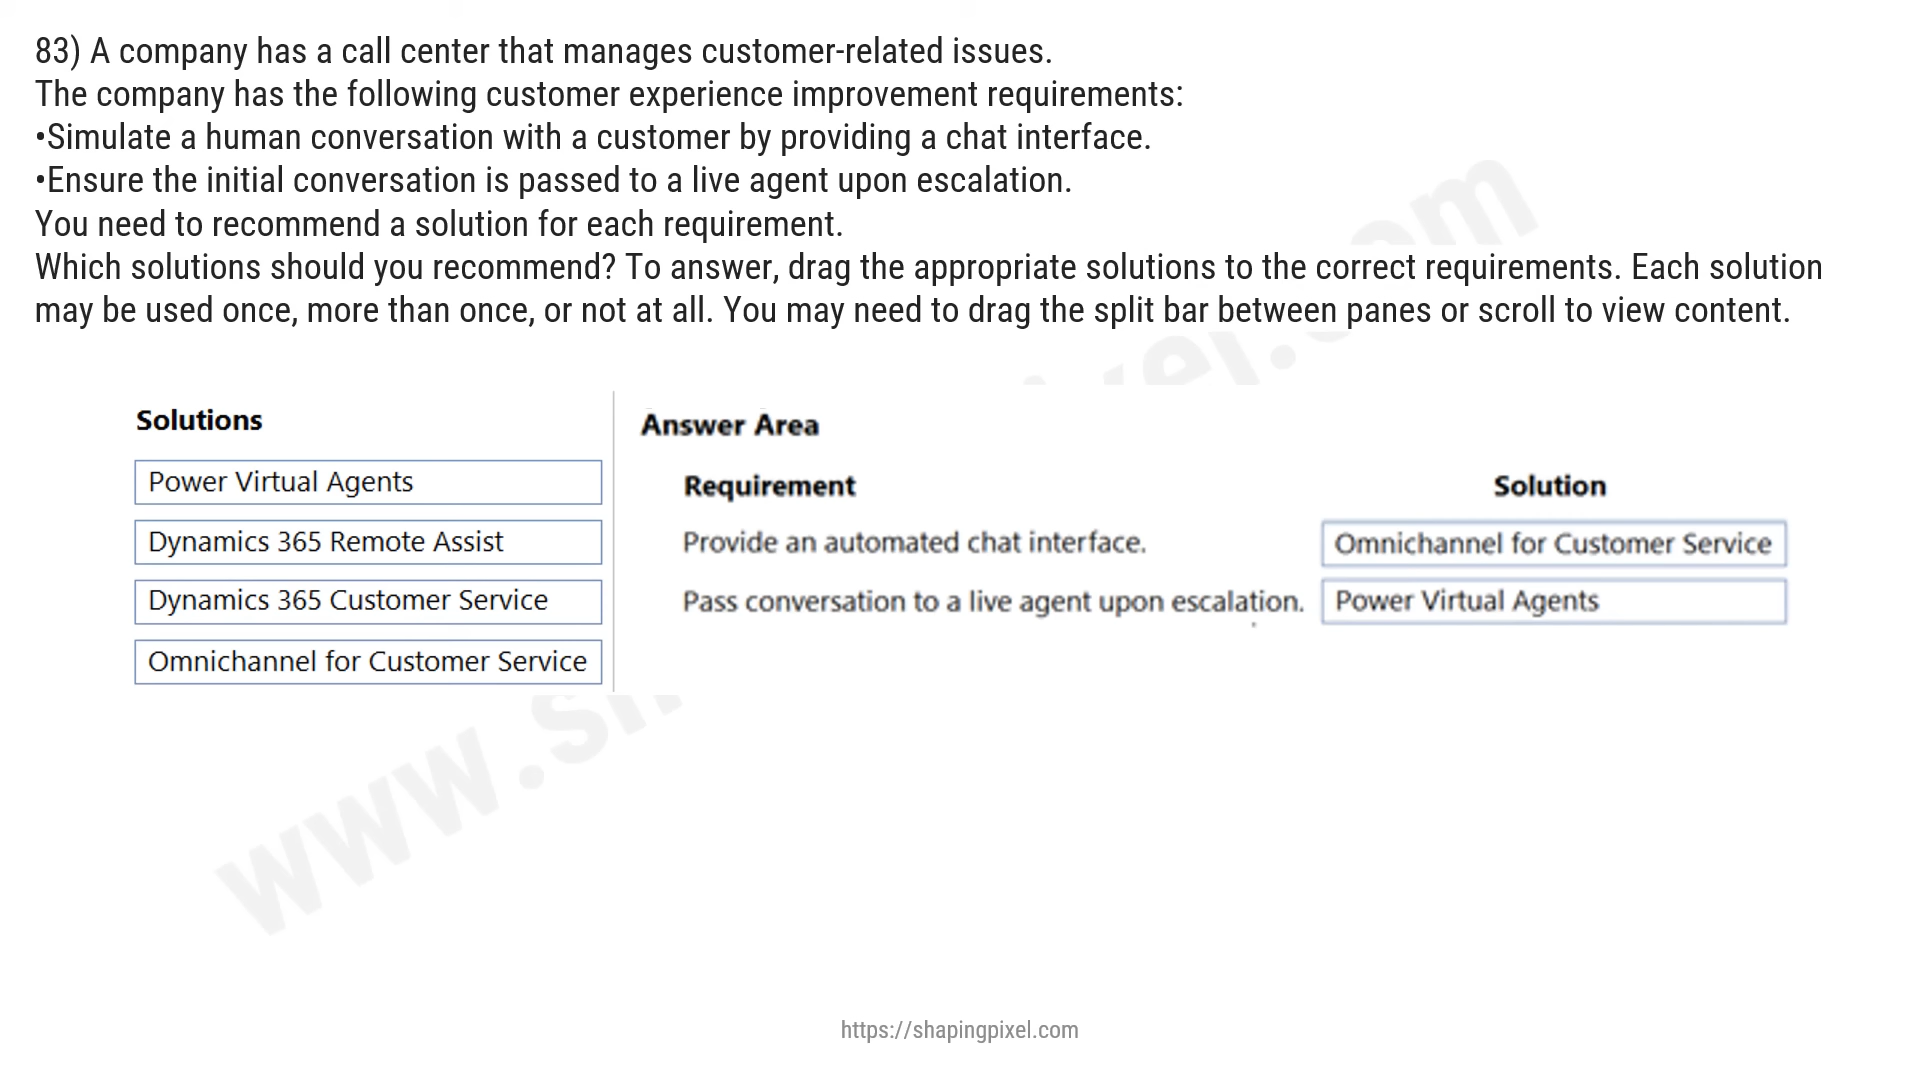 83) A company has a call center that manages customer-related issues.
The company has the following customer experience improvement requirements:
•Simulate a human conversation with a customer by providing a chat interface.
•Ensure the initial conversation is passed to a live agent upon escalation.
You need to recommend a solution for each requirement.
Which solutions should you recommend? To answer, drag the appropriate solutions to the correct requirements. Each solution
may be used once, more than once, or not at all. You may need to drag the split bar between panes or scroll to view content.
Solutions
Power Virtual Agents
Dynamics 365 Remote Assist
Dynamics 365 Customer Service
Omnichannel for Customer Service
Answer Area
Requirement
Solution
Provide an automated chat interface.
Omnichannel for Customer Service
Pass conversation to a live agent upon escalation.
Power Virtual Agents
https://shapingpixel.com